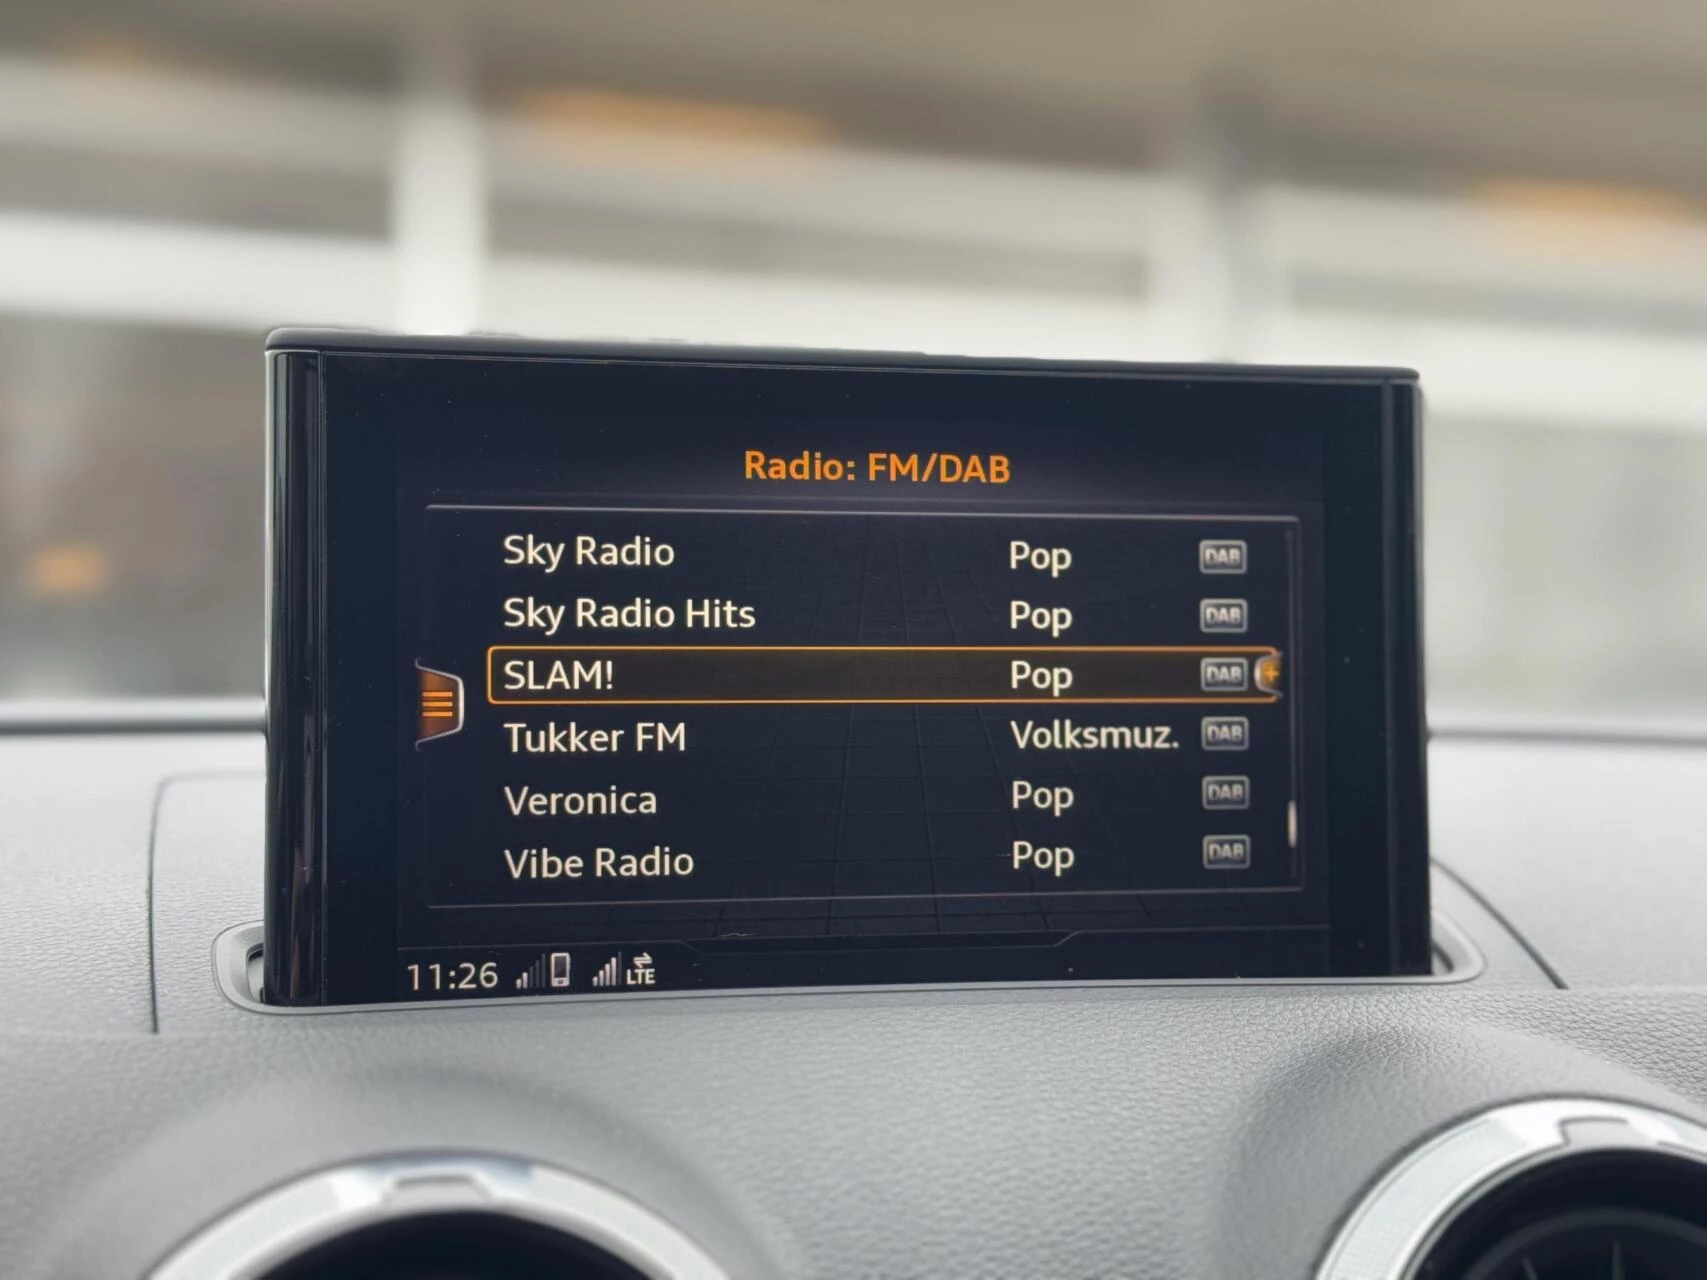 Radio: FM/DAB
Sky Radio Pop DAB
Sky Radio Hits Pop DAB
SLAM! Pop DAB +
Tukker FM Volksmuz. DAB
Veronica Pop DAB
Vibe Radio Pop DAB
11:26 LTE